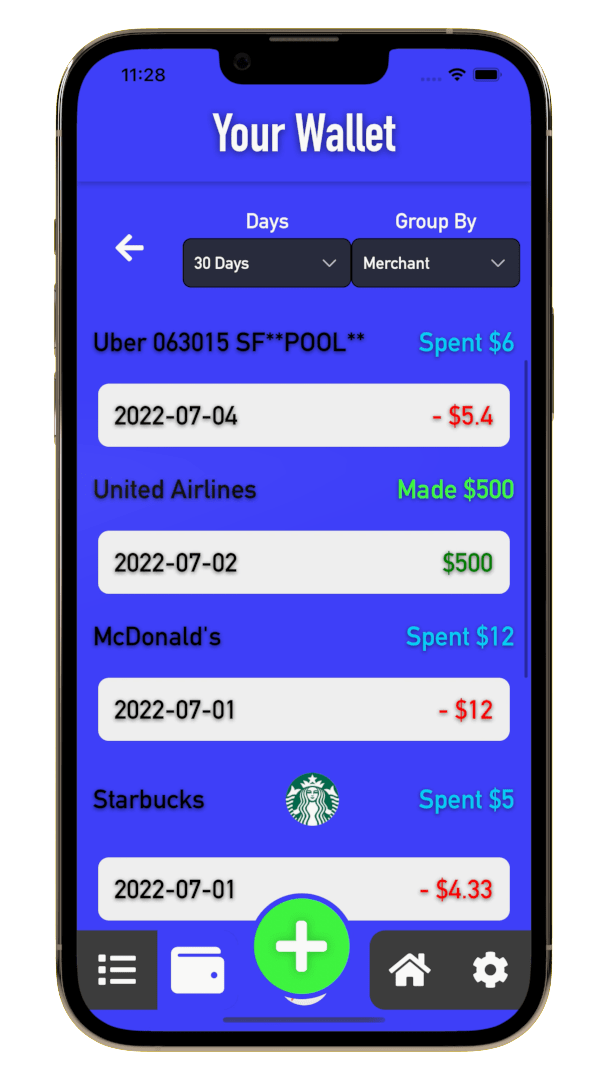 11:28
Your Wallet
Days Group By
30 Days Merchant
Uber 063015 SF**POOL** Spent $6
2022-07-04 - $5.4
United Airlines Made $500
2022-07-02 $500
McDonald's Spent $12
2022-07-01 - $12
Starbucks Spent $5
2022-07-01 - $4.33